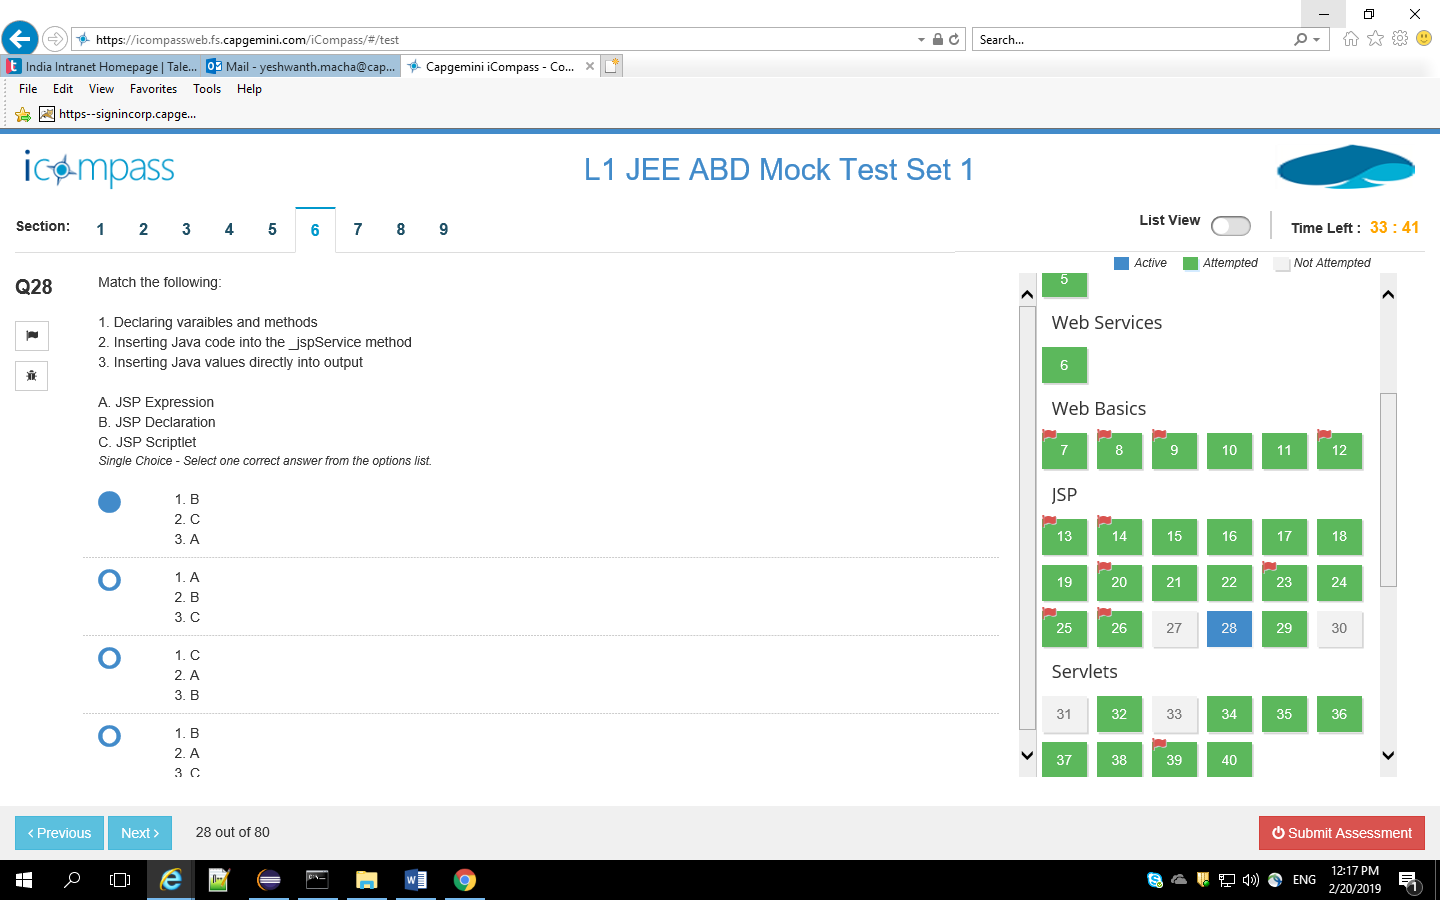 https://icompassweb.fs.capgemini.com/iCompass/#/test
Search...
India Intranet Homepage | Tale...
Mail - yeshwanth.macha@cap...
Capgemini iCompass - Co...
File Edit View Favorites Tools Help
https--signincorp.capge...
icompass
L1 JEE ABD Mock Test Set 1
Section: 1 2 3 4 5 6 7 8 9
List View
Time Left : 33 : 41
Active Attempted Not Attempted
Q28
Match the following:
1. Declaring varaibles and methods
2. Inserting Java code into the _jspService method
3. Inserting Java values directly into output
A. JSP Expression
B. JSP Declaration
C. JSP Scriptlet
Single Choice - Select one correct answer from the options list.
1. B
2. C
3. A
1. A
2. B
3. C
1. C
2. A
3. B
1. B
2. A
3. C
5
Web Services
6
Web Basics
7 8 9 10 11 12
JSP
13 14 15 16 17 18
19 20 21 22 23 24
25 26 27 28 29 30
Servlets
31 32 33 34 35 36
37 38 39 40
Previous
Next
28 out of 80
Submit Assessment
ENG
12:17 PM
2/20/2019
1